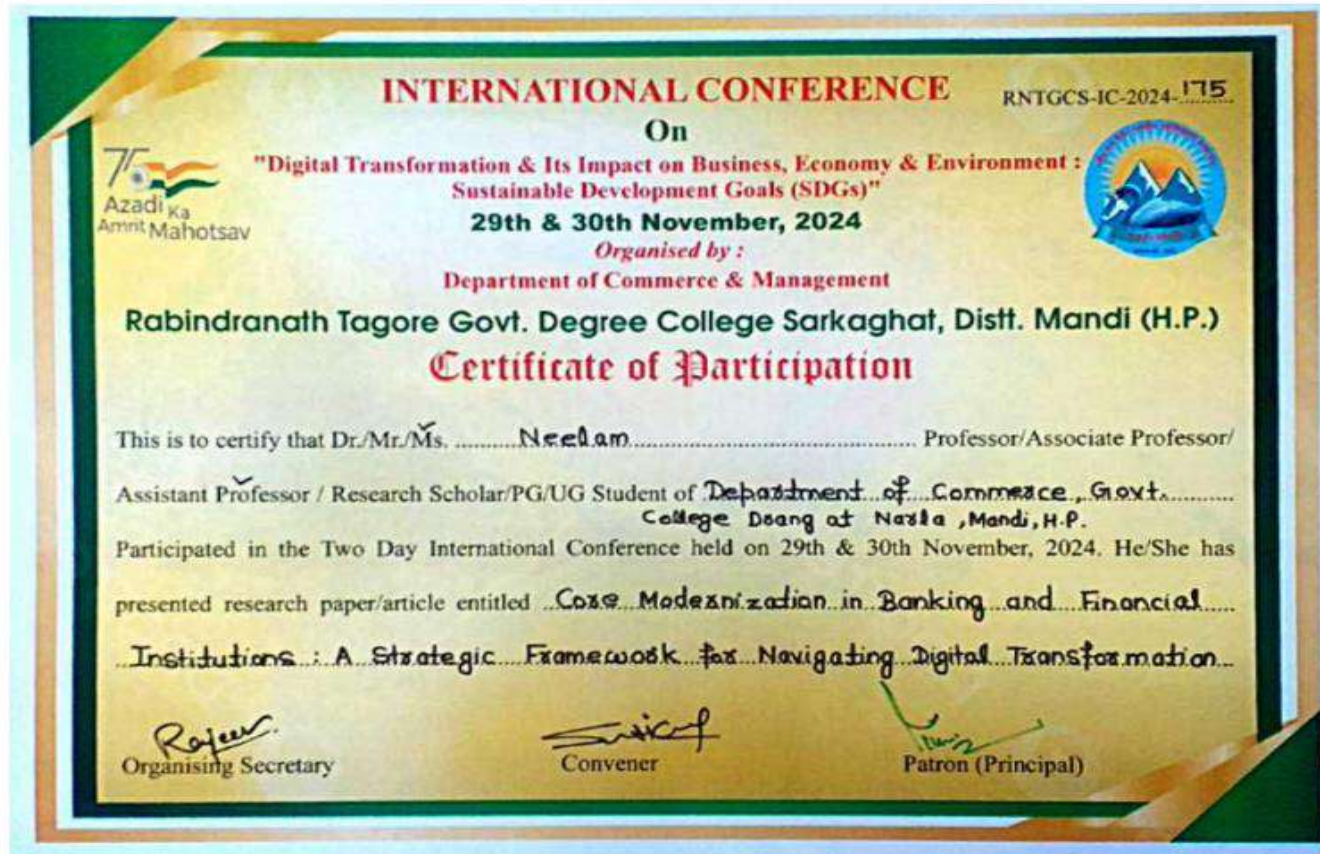 INTERNATIONAL CONFERENCE
RNTGCS-IC-2024-175
On
"Digital Transformation & Its Impact on Business, Economy & Environment :
Sustainable Development Goals (SDGs)"
29th & 30th November, 2024
Organised by :
Department of Commerce & Management
75
Azadi Ka
Amrit Mahotsav
Rabindranath Tagore Govt. Degree College Sarkaghat, Distt. Mandi (H.P.)
Certificate of Participation
This is to certify that Dr./Mr./Ms. Neelam Professor/Associate Professor/
Assistant Professor / Research Scholar/PG/UG Student of Department of Commerce, Govt.
College Drang at Narla, Mandi, H.P.
Participated in the Two Day International Conference held on 29th & 30th November, 2024. He/She has
presented research paper/article entitled Core Modernization in Banking and Financial
Institutions : A Strategic Framework for Navigating Digital Transformation
Rajeev
Organising Secretary
Convener
Patron (Principal)